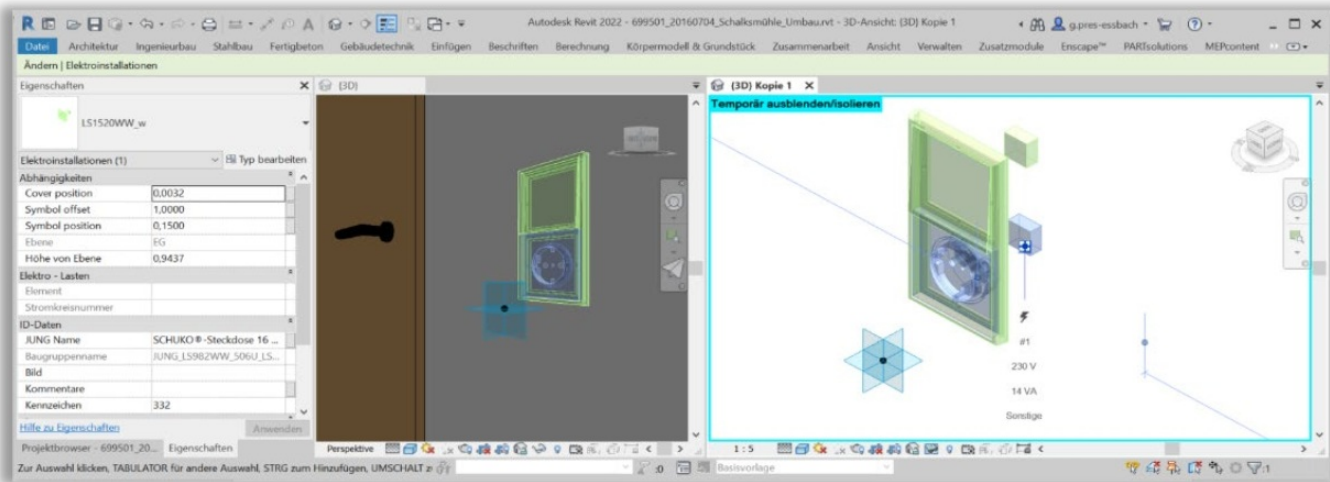 Autodesk Revit 2022 - 699501_20160704_Schalksmühle_Umbau.rvt - 3D-Ansicht: {3D} Kopie 1
g.pres-essbach
Datei Architektur Ingenieurbau Stahlbau Fertigbeton Gebäudetechnik Einfügen Beschriften Berechnung Körpermodell & Grundstück Zusammenarbeit Ansicht Verwalten Zusatzmodule Enscape™ PARTsolutions MEPcontent
Ändern | Elektroinstallationen
Eigenschaften
{3D}
{3D} Kopie 1
Temporär ausblenden/isolieren
LS1520WW_w
Elektroinstallationen (1)
Typ bearbeiten
Abhängigkeiten
Cover position 0,0032
Symbol offset 1,0000
Symbol position 0,1500
Ebene EG
Höhe von Ebene 0,9437
Elektro - Lasten
Element
Stromkreisnummer
ID-Daten
JUNG Name SCHUKO®-Steckdose 16 ...
Baugruppenname JUNG_LS982WW_506U_LS...
Bild
Kommentare
Kennzeichen 332
Hilfe zu Eigenschaften
Anwenden
#1
230 V
14 VA
Sonstige
Projektbrowser - 699501_20... Eigenschaften
Perspektive
1 : 5
Zur Auswahl klicken, TABULATOR für andere Auswahl, STRG zum Hinzufügen, UMSCHALT z
:0
Basisvorlage
:1